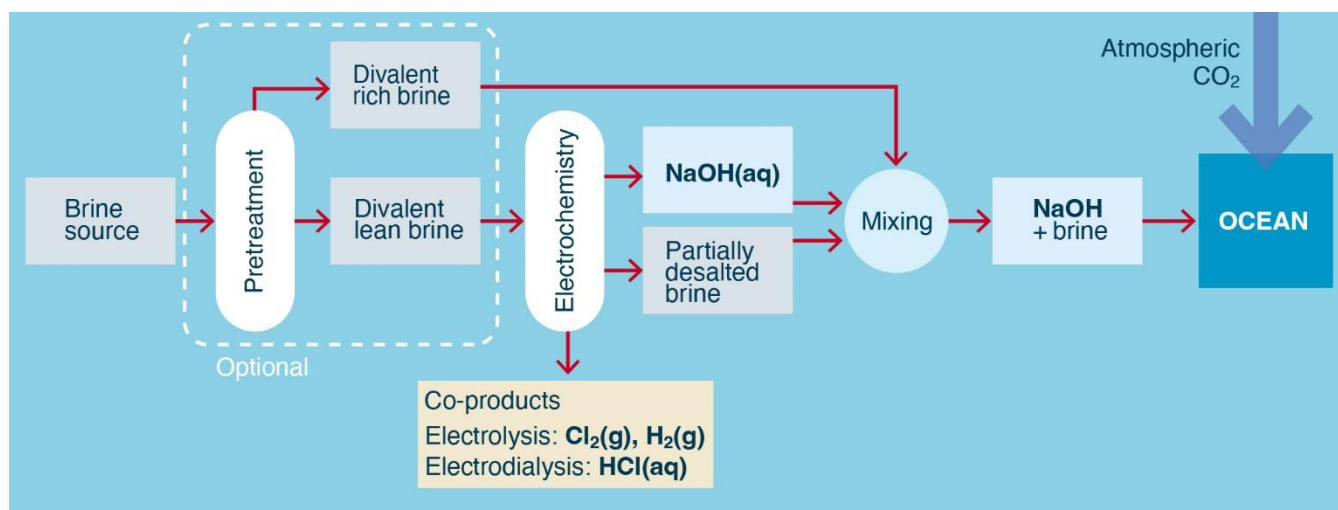 Atmospheric
CO₂
Divalent
rich brine
Pretreatment
Electrochemistry
NaOH(aq)
Brine
source
Divalent
lean brine
Mixing
NaOH
+ brine
OCEAN
Partially
desalted
brine
Optional
Co-products
Electrolysis: Cl₂(g), H₂(g)
Electrodialysis: HCl(aq)